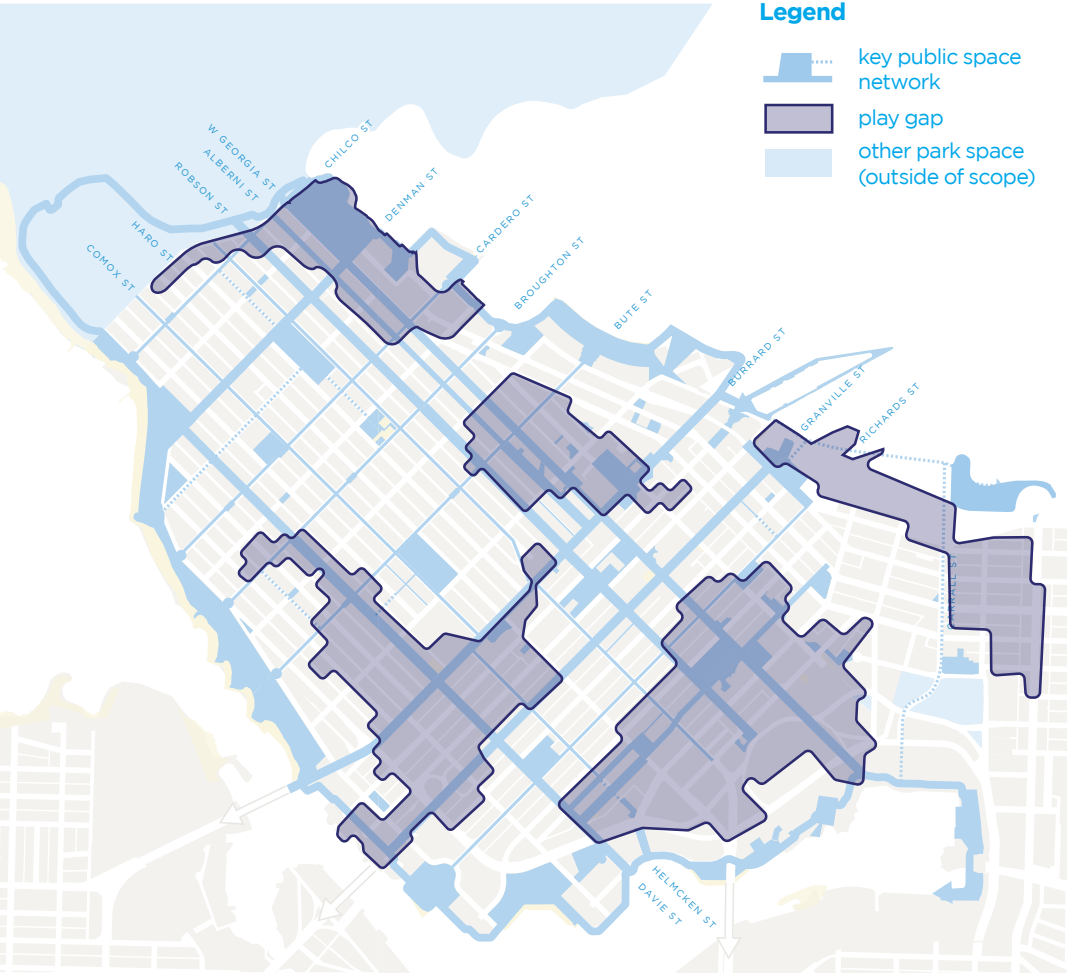 Legend
key public space
network
play gap
other park space
(outside of scope)
W GEORGIA ST
ALBERNI ST
ROBSON ST
HARO ST
COMOX ST
CHILCO ST
DENMAN ST
CARDERO ST
BROUGHTON ST
BUTE ST
BURRARD ST
GRANVILLE ST
RICHARDS ST
HELMCKEN ST
DAVIE ST